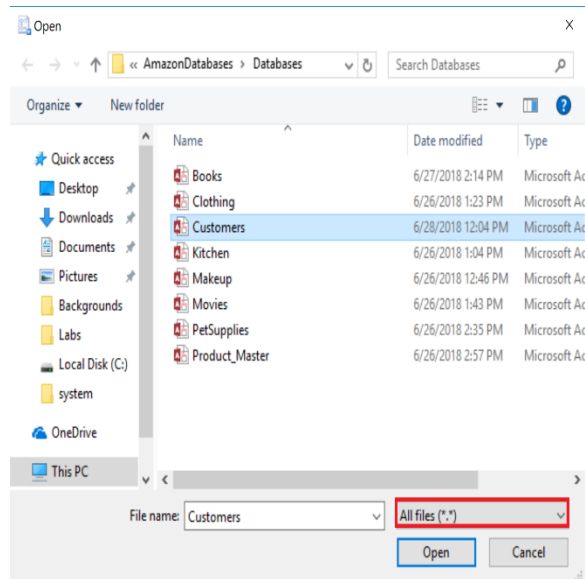 Open
« AmazonDatabases > Databases
Search Databases
Organize
New folder
Name
Date modified
Type
Quick access
Desktop
Downloads
Documents
Pictures
Backgrounds
Labs
Local Disk (C:)
system
OneDrive
This PC
Books 6/27/2018 2:14 PM Microsoft Ac
Clothing 6/26/2018 1:23 PM Microsoft Ac
Customers 6/28/2018 12:04 PM Microsoft Ac
Kitchen 6/26/2018 1:04 PM Microsoft Ac
Makeup 6/26/2018 12:46 PM Microsoft Ac
Movies 6/26/2018 1:43 PM Microsoft Ac
PetSupplies 6/26/2018 2:35 PM Microsoft Ac
Product_Master 6/26/2018 2:57 PM Microsoft Ac
File name: Customers
All files (*.*)
Open
Cancel